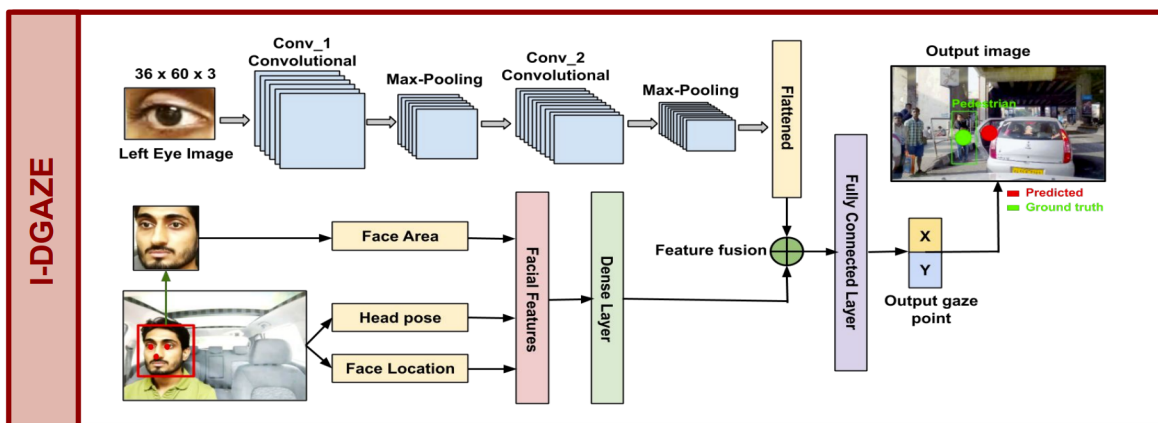 I-DGAZE
36 x 60 x 3
Left Eye Image
Conv_1
Convolutional
Max-Pooling
Conv_2
Convolutional
Max-Pooling
Flattened
Face Area
Head pose
Face Location
Facial Features
Dense Layer
Feature fusion
Fully Connected Layer
X
Y
Output gaze
point
Output image
Pedestrian
Predicted
Ground truth